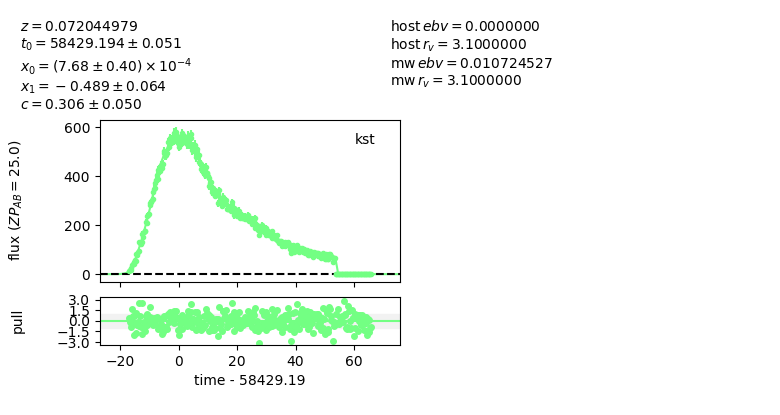 z = 0.072044979
t₀ = 58429.194 ± 0.051
x₀ = (7.68 ± 0.40) × 10⁻⁴
x₁ = −0.489 ± 0.064
c = 0.306 ± 0.050
host ebv = 0.0000000
host r_v = 3.1000000
mw ebv = 0.010724527
mw r_v = 3.1000000
flux (ZP_AB = 25.0)
600
400
200
0
kst
pull
3.0
1.5
0.0
−1.5
−3.0
−20 0 20 40 60
time - 58429.19